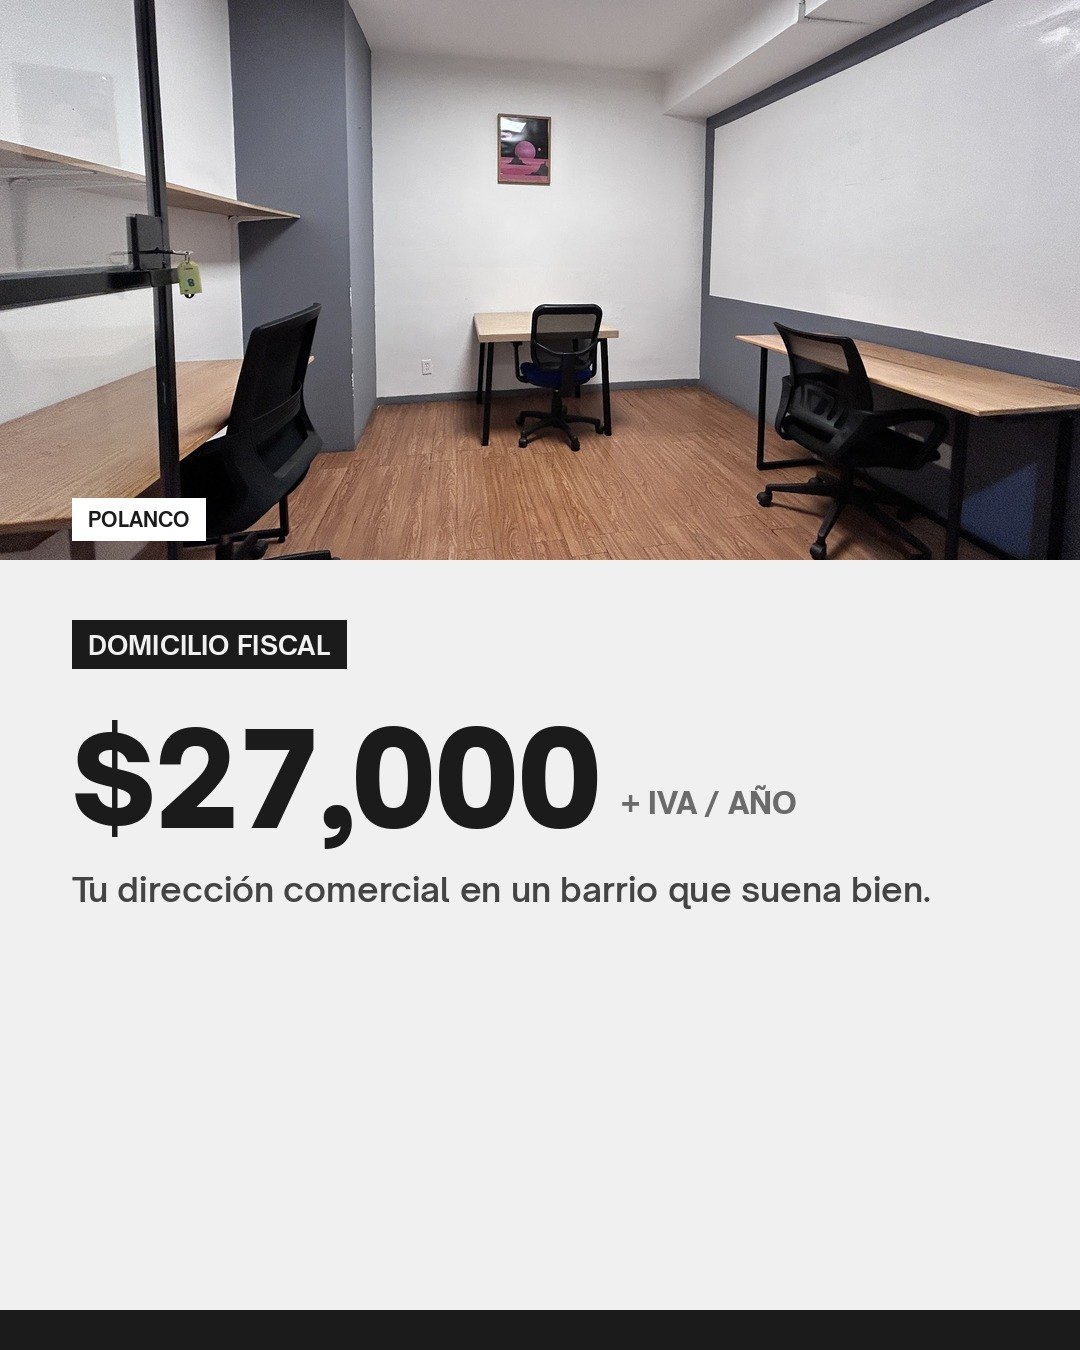 POLANCO
DOMICILIO FISCAL
$27,000 + IVA / AÑO
Tu dirección comercial en un barrio que suena bien.